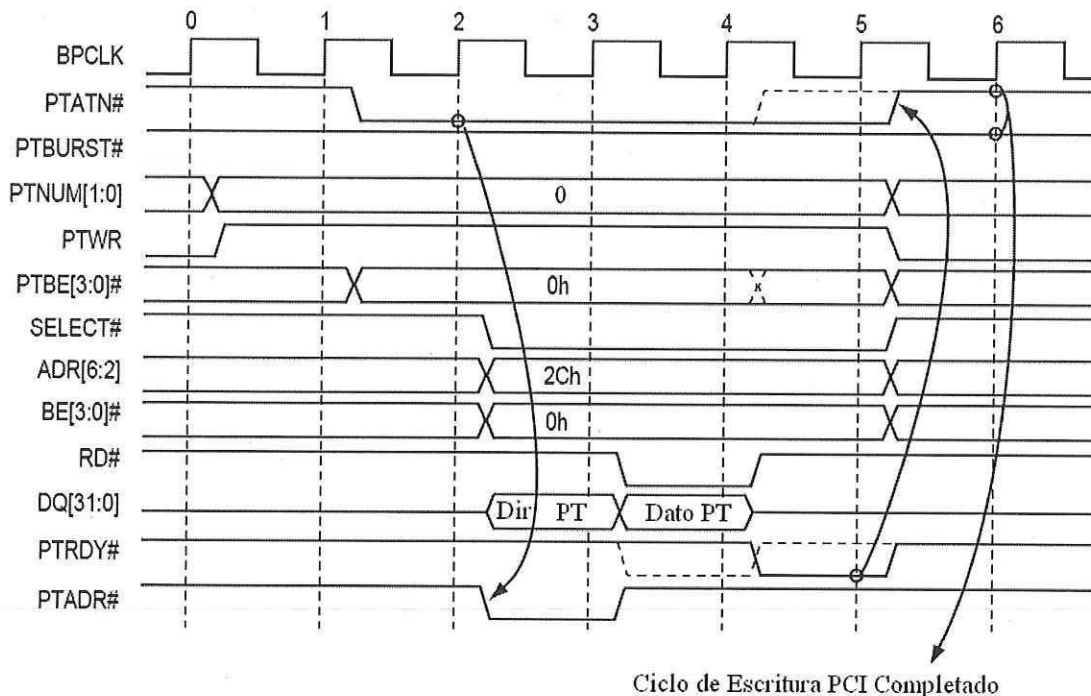 0 1 2 3 4 5 6
BPCLK
PTATN#
PTBURST#
PTNUM[1:0] 0
PTWR
PTBE[3:0]# 0h x
SELECT#
ADR[6:2] 2Ch
BE[3:0]# 0h
RD#
DQ[31:0] Dir PT Dato PT
PTRDY#
PTADR#
Ciclo de Escritura PCI Completado